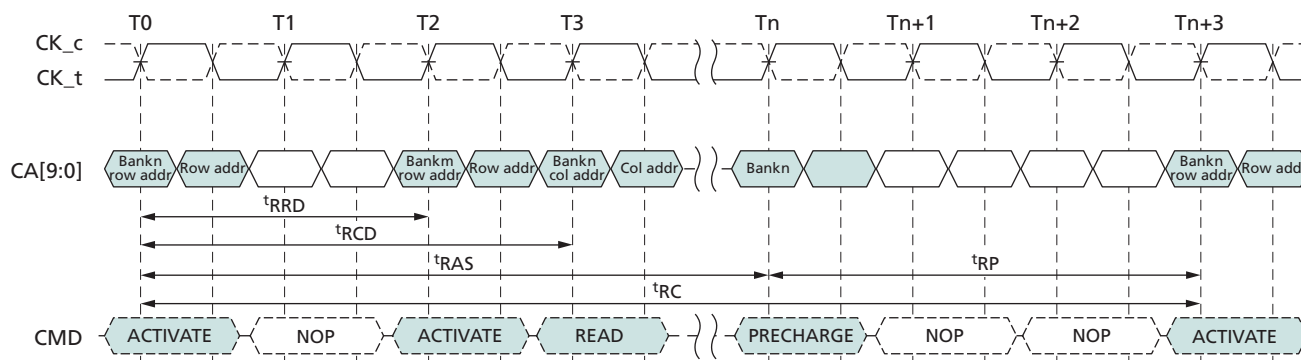 T0 T1 T2 T3 Tn Tn+1 Tn+2 Tn+3
CK_c
CK_t
CA[9:0]
Bankn
row addr
Row addr
Bankm
row addr
Row addr
Bankn
col addr
Col addr
Bankn
Bankn
row addr
Row addr
tRRD
tRCD
tRAS tRP
tRC
CMD ACTIVATE NOP ACTIVATE READ PRECHARGE NOP NOP ACTIVATE